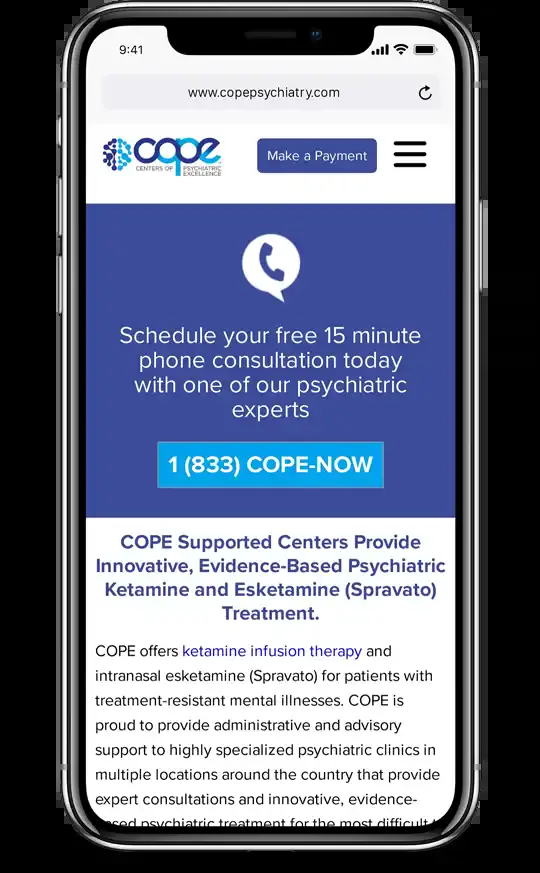 9:41
www.copepsychiatry.com
cope
CENTERS OF PSYCHIATRIC
EXCELLENCE
Make a Payment
Schedule your free 15 minute
phone consultation today
with one of our psychiatric
experts
1 (833) COPE-NOW
COPE Supported Centers Provide
Innovative, Evidence-Based Psychiatric
Ketamine and Esketamine (Spravato)
Treatment.
COPE offers ketamine infusion therapy and
intranasal esketamine (Spravato) for patients with
treatment-resistant mental illnesses. COPE is
proud to provide administrative and advisory
support to highly specialized psychiatric clinics in
multiple locations around the country that provide
expert consultations and innovative, evidence-
psychiatric treatment for the most difficult